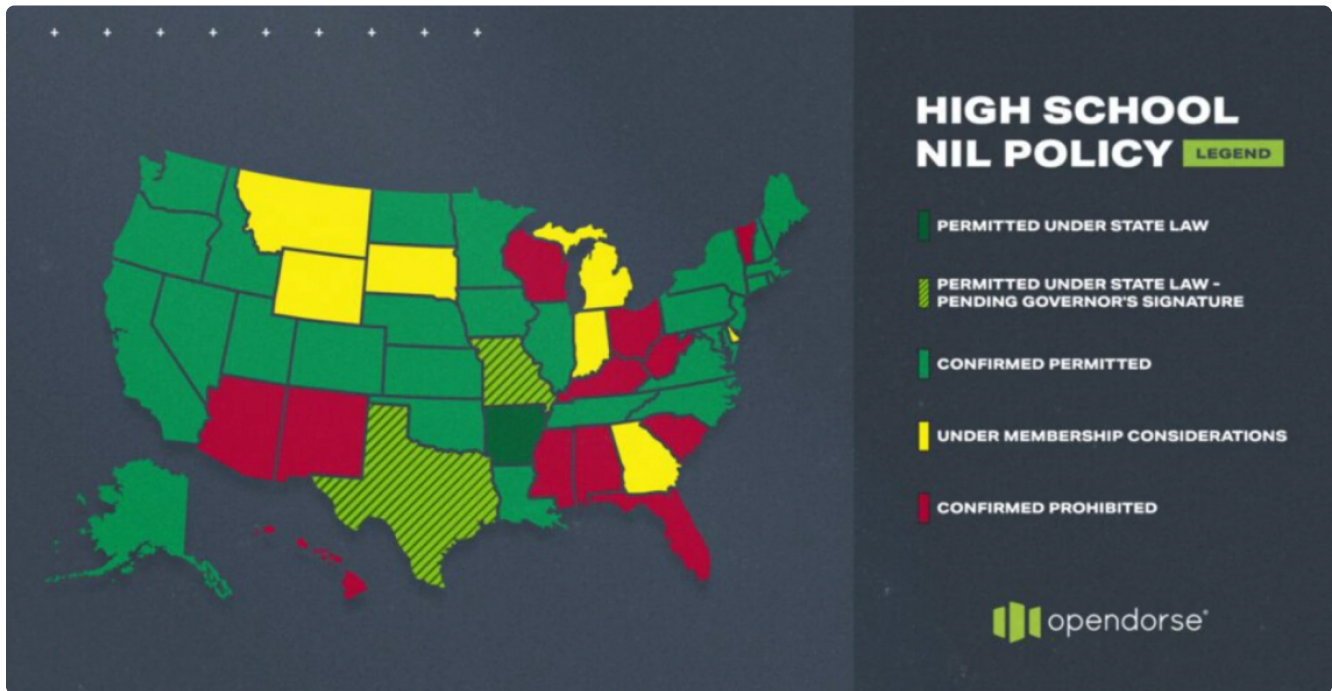 HIGH SCHOOL
NIL POLICY LEGEND
PERMITTED UNDER STATE LAW
PERMITTED UNDER STATE LAW -
PENDING GOVERNOR'S SIGNATURE
CONFIRMED PERMITTED
UNDER MEMBERSHIP CONSIDERATIONS
CONFIRMED PROHIBITED
opendorse